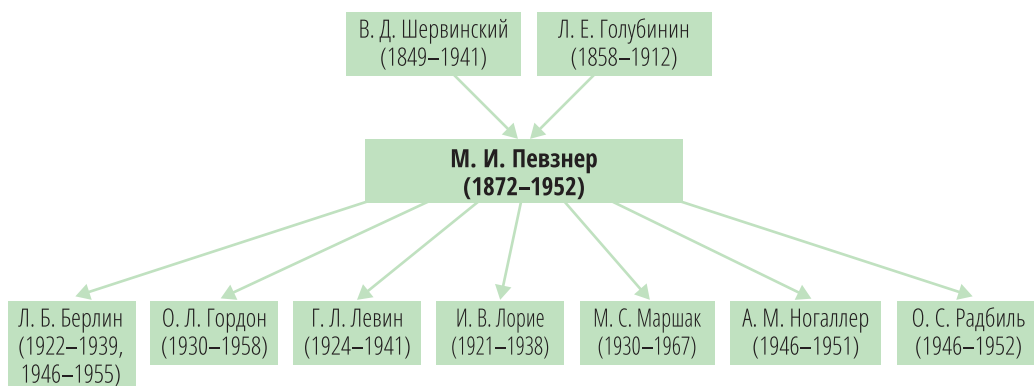 В. Д. Шервинский
(1849–1941)
Л. Е. Голубинин
(1858–1912)
М. И. Певзнер
(1872–1952)
Л. Б. Берлин
(1922–1939,
1946–1955)
О. Л. Гордон
(1930–1958)
Г. Л. Левин
(1924–1941)
И. В. Лорие
(1921–1938)
М. С. Маршак
(1930–1967)
А. М. Ногаллер
(1946–1951)
О. С. Радбиль
(1946–1952)